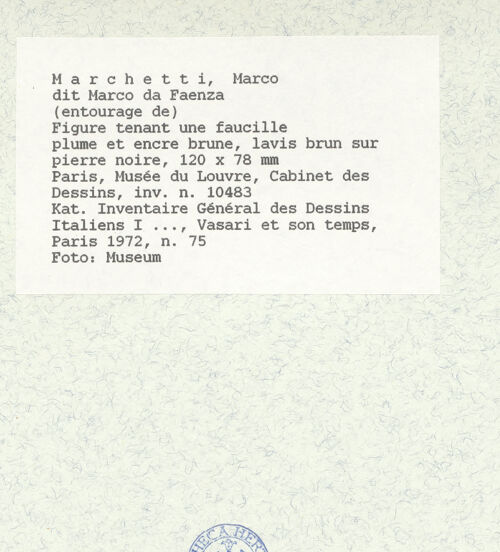 M a r c h e t t i, Marco
dit Marco da Faenza
(entourage de)
Figure tenant une faucille
plume et encre brune, lavis brun sur
pierre noire, 120 x 78 mm
Paris, Musée du Louvre, Cabinet des
Dessins, inv. n. 10483
Kat. Inventaire Général des Dessins
Italiens I ..., Vasari et son temps,
Paris 1972, n. 75
Foto: Museum
HECA HER